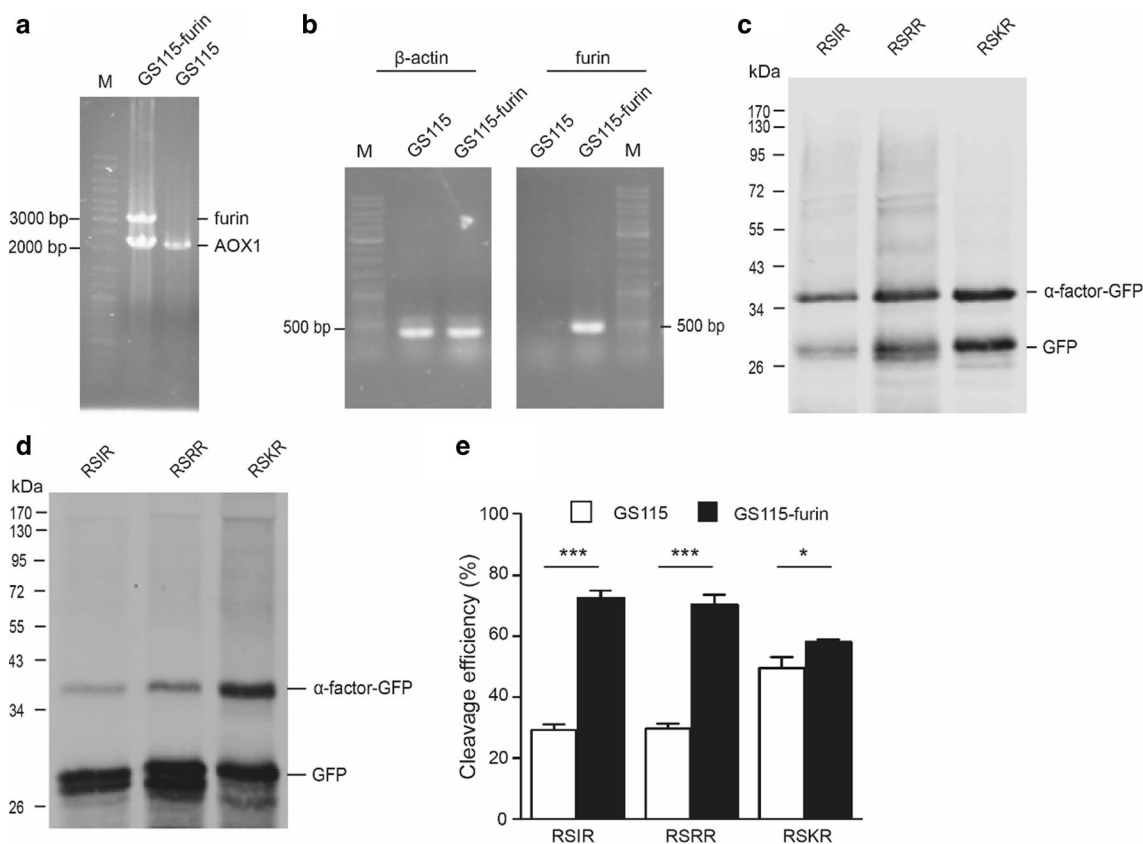 a
M
GS115-furin
GS115
3000 bp
2000 bp
furin
AOX1
b
β-actin
furin
M
GS115
GS115-furin
GS115
GS115-furin
M
500 bp
500 bp
c
RSIR
RSRR
RSKR
kDa
170
130
95
72
55
43
34
26
α-factor-GFP
GFP
d
RSIR
RSRR
RSKR
kDa
170
130
95
72
55
43
34
26
α-factor-GFP
GFP
e
GS115
GS115-furin
Cleavage efficiency (%)
100
80
60
40
20
0
***
***
*
RSIR
RSRR
RSKR